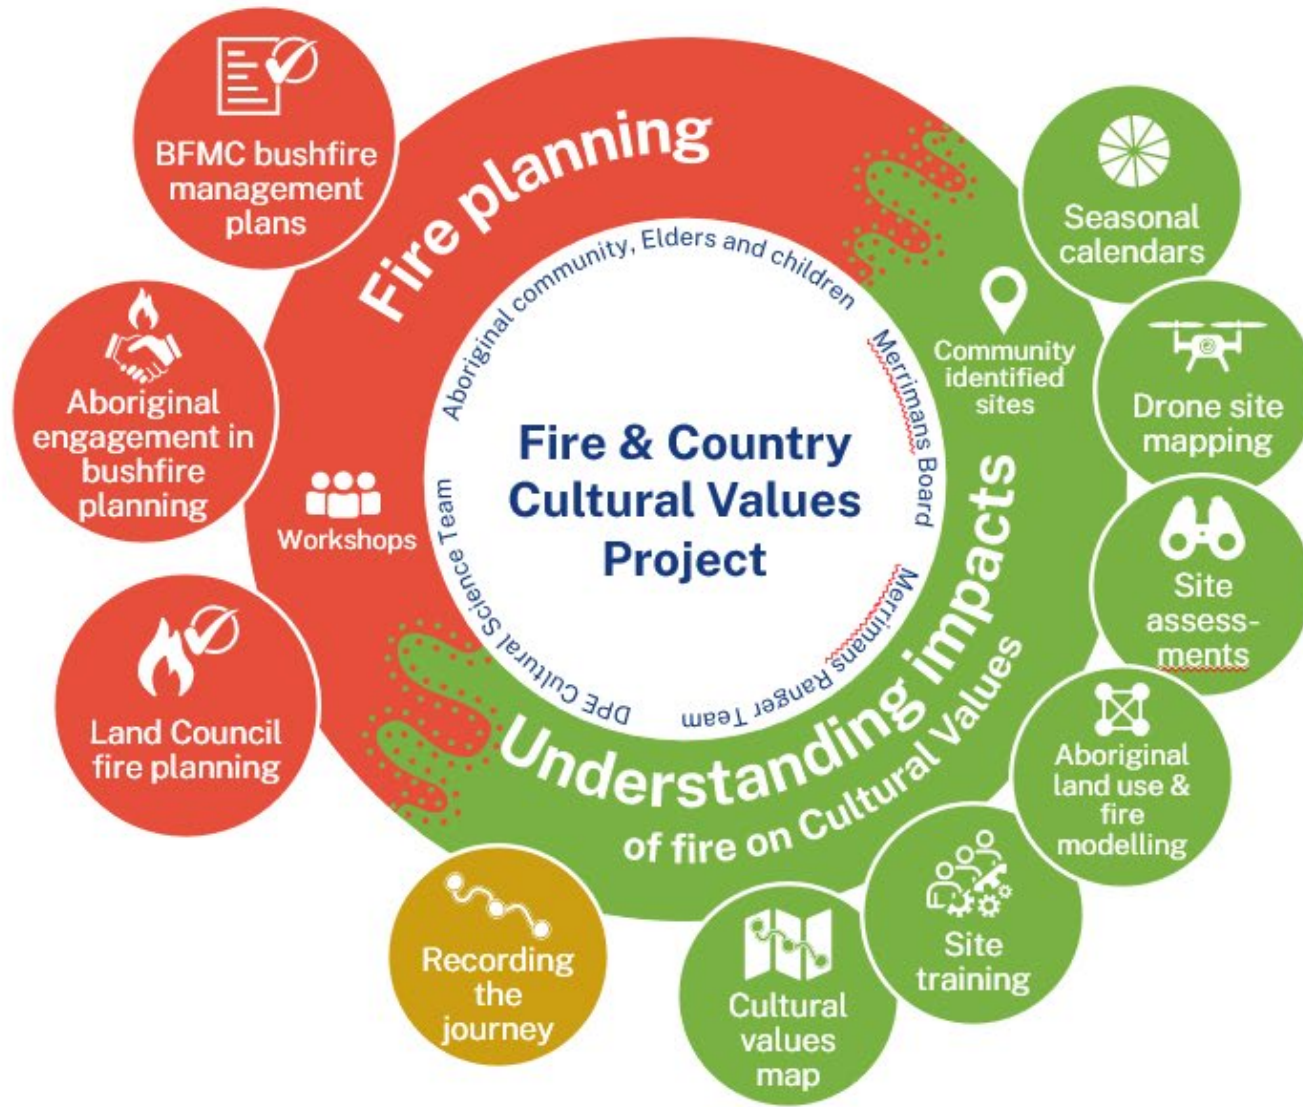 Fire planning
BFMC bushfire
management
plans
Aboriginal
engagement in
bushfire
planning
Land Council
fire planning
Workshops
Aboriginal community, Elders and children
Merrimans Board
Merrimans Ranger Team
DPE Cultural Science Team
Fire & Country
Cultural Values
Project
Community
identified
sites
Understanding impacts
of fire on Cultural Values
Seasonal
calendars
Drone site
mapping
Site
assess-
ments
Aboriginal
land use &
fire
modelling
Site
training
Cultural
values
map
Recording
the
journey